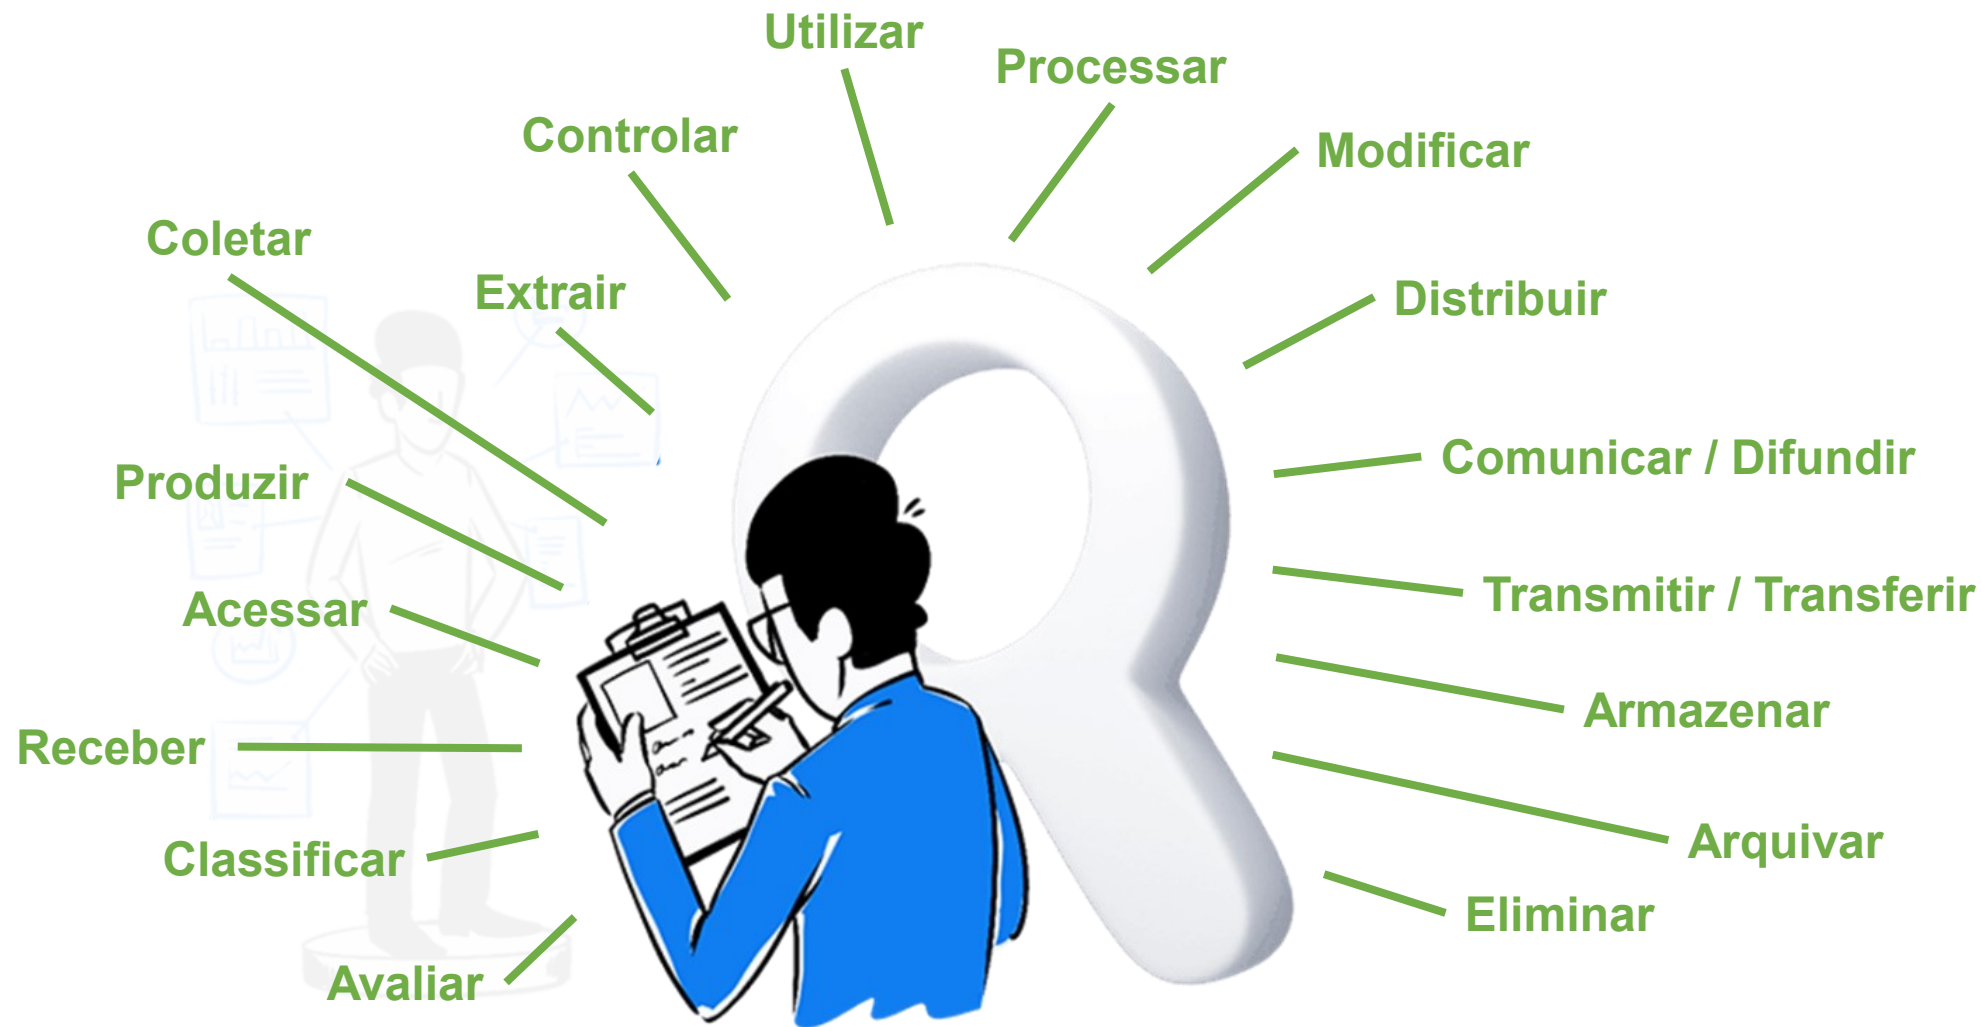 Utilizar
Processar
Controlar
Modificar
Coletar
Extrair
Distribuir
Comunicar / Difundir
Produzir
Transmitir / Transferir
Acessar
Armazenar
Receber
Arquivar
Classificar
Eliminar
Avaliar